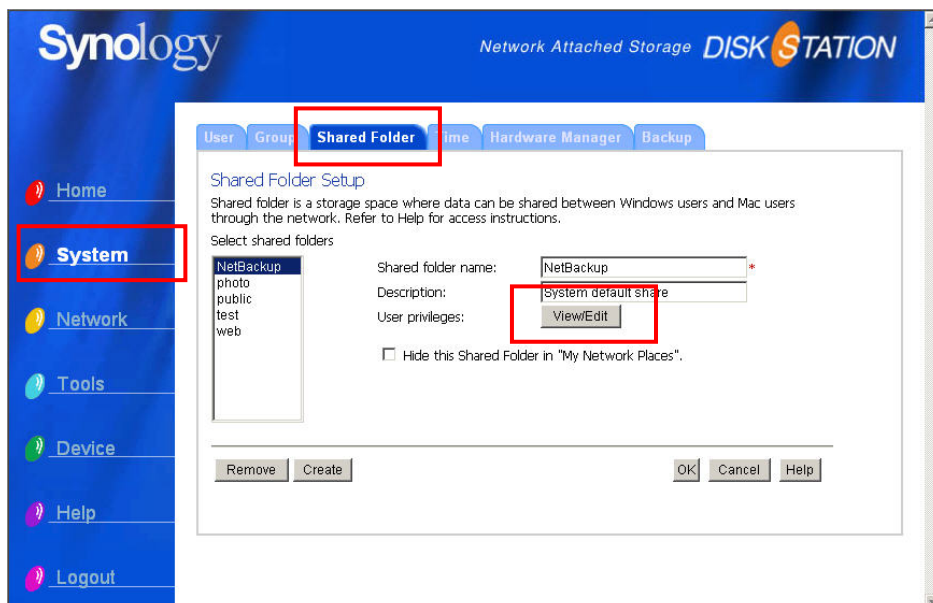 Synology
Network Attached Storage DISK STATION
User Group Shared Folder Time Hardware Manager Backup
Home
System
Network
Tools
Device
Help
Logout
Shared Folder Setup
Shared folder is a storage space where data can be shared between Windows users and Mac users
through the network. Refer to Help for access instructions.
Select shared folders
NetBackup
photo
public
test
web
Shared folder name: NetBackup *
Description: System default share
User privileges: View/Edit
Hide this Shared Folder in "My Network Places".
Remove Create OK Cancel Help